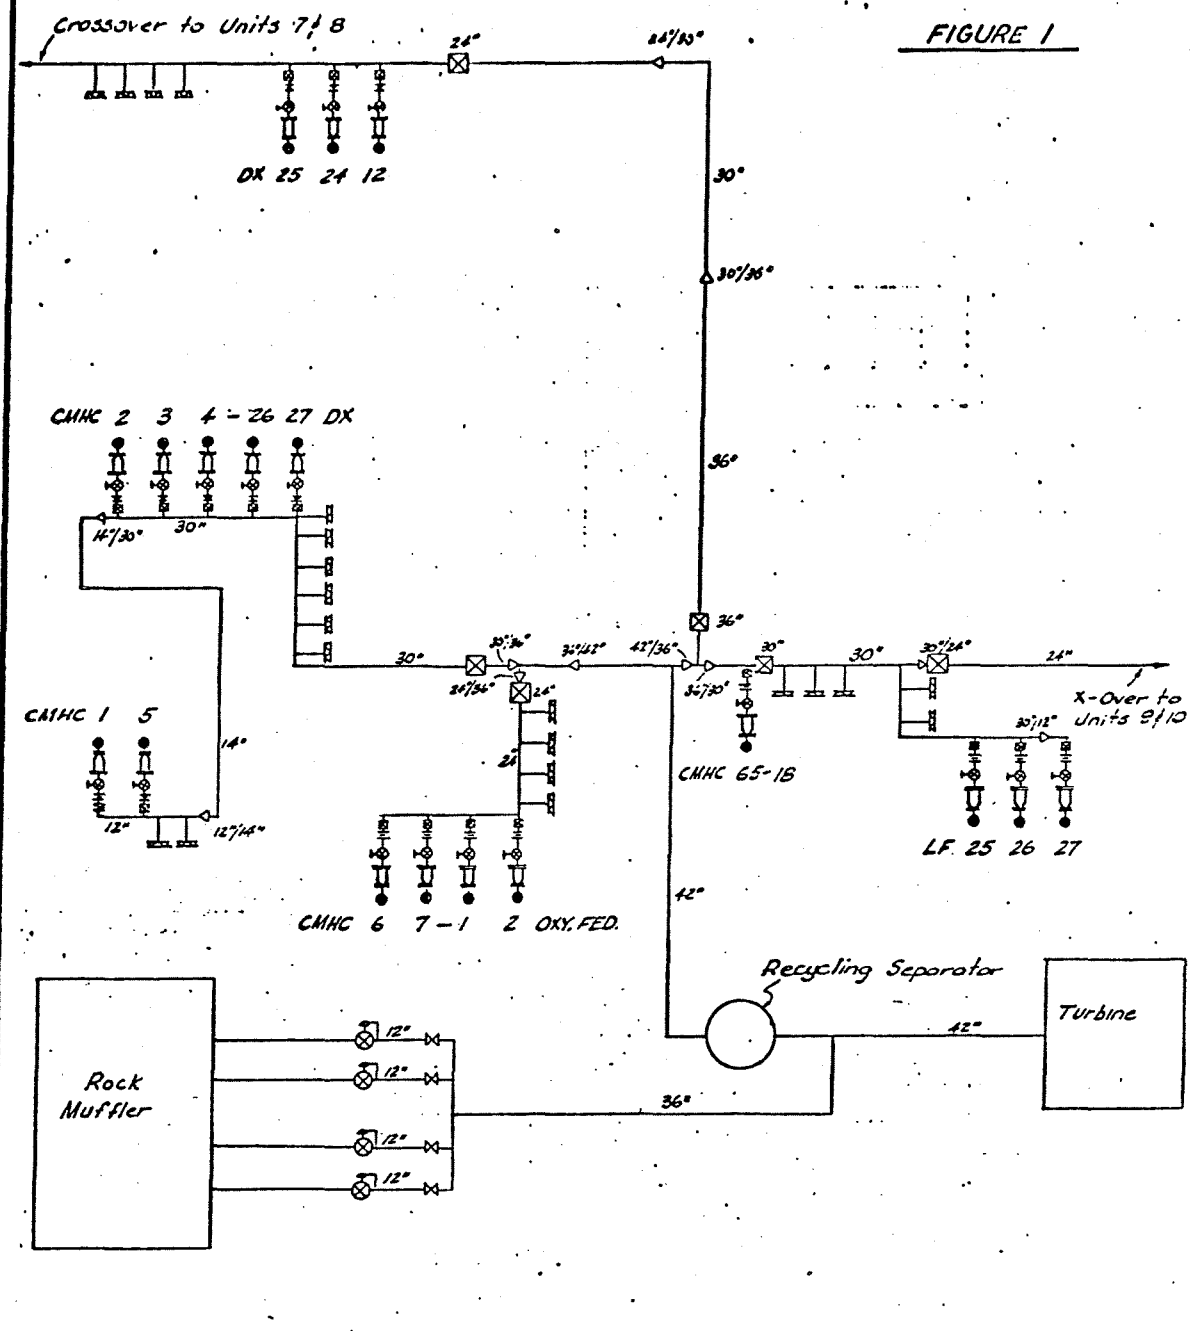 FIGURE 1
Crossover to Units 7 & 8
24"
24"/30"
DX 25 24 12
30"
30"/36"
CMHC 2 3 4 - 26 27 DX
36"
14"/30"
30"
36"
30"/36"
36"/42"
42"/36"
30"
30"
30"/24"
24"
30"
24"/36"
24"
36"/30"
X-Over to
Units 9 & 10
CMHC 1 5
14"
24"
30"/12"
CMHC 65-18
12"
12"/14"
LF. 25 26 27
42"
CMHC 6 7 - 1 2 OXY. FED.
Recycling Separator
Turbine
42"
12"
12"
Rock
Muffler
36"
12"
12"